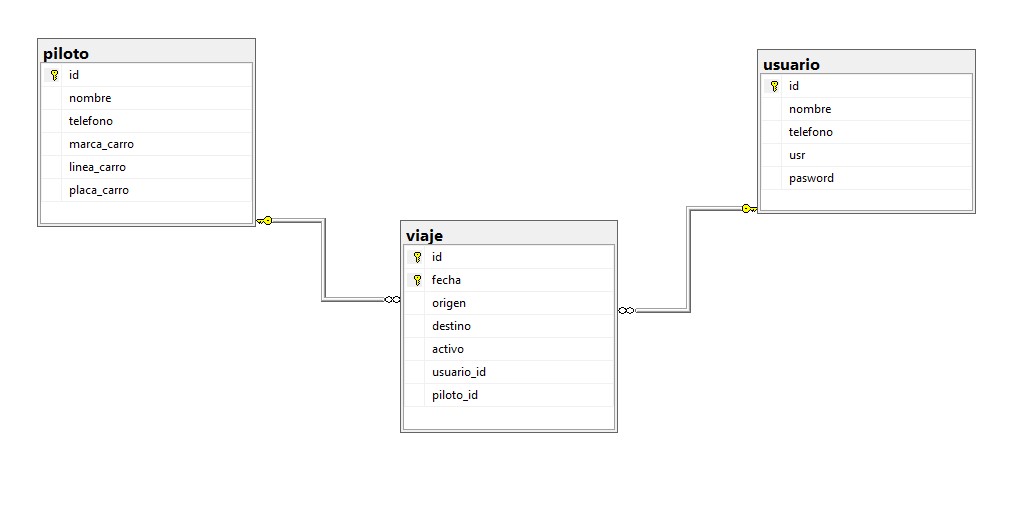 piloto
id
nombre
telefono
marca_carro
linea_carro
placa_carro
usuario
id
nombre
telefono
usr
pasword
viaje
id
fecha
origen
destino
activo
usuario_id
piloto_id